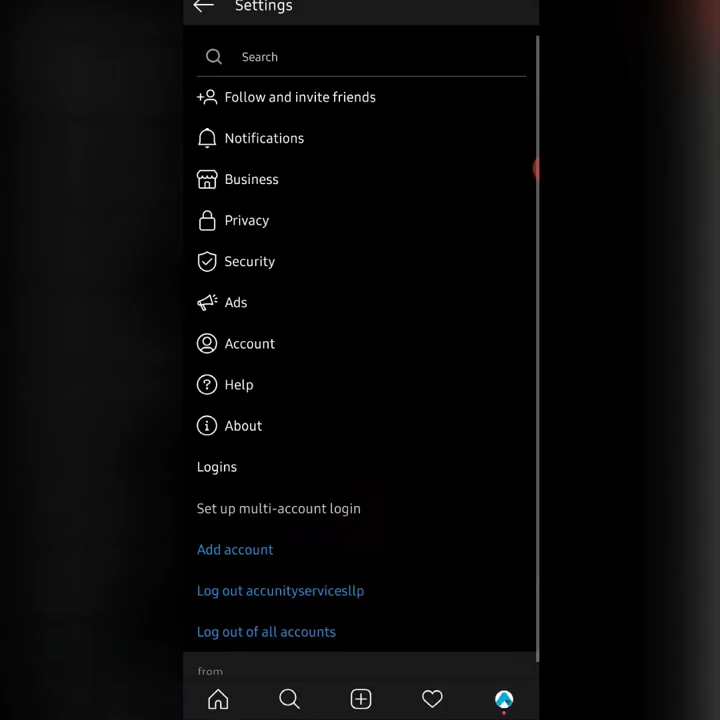 Settings
Search
Follow and invite friends
Notifications
Business
Privacy
Security
Ads
Account
Help
About
Logins
Set up multi-account login
Add account
Log out accunityservicesllp
Log out of all accounts
from